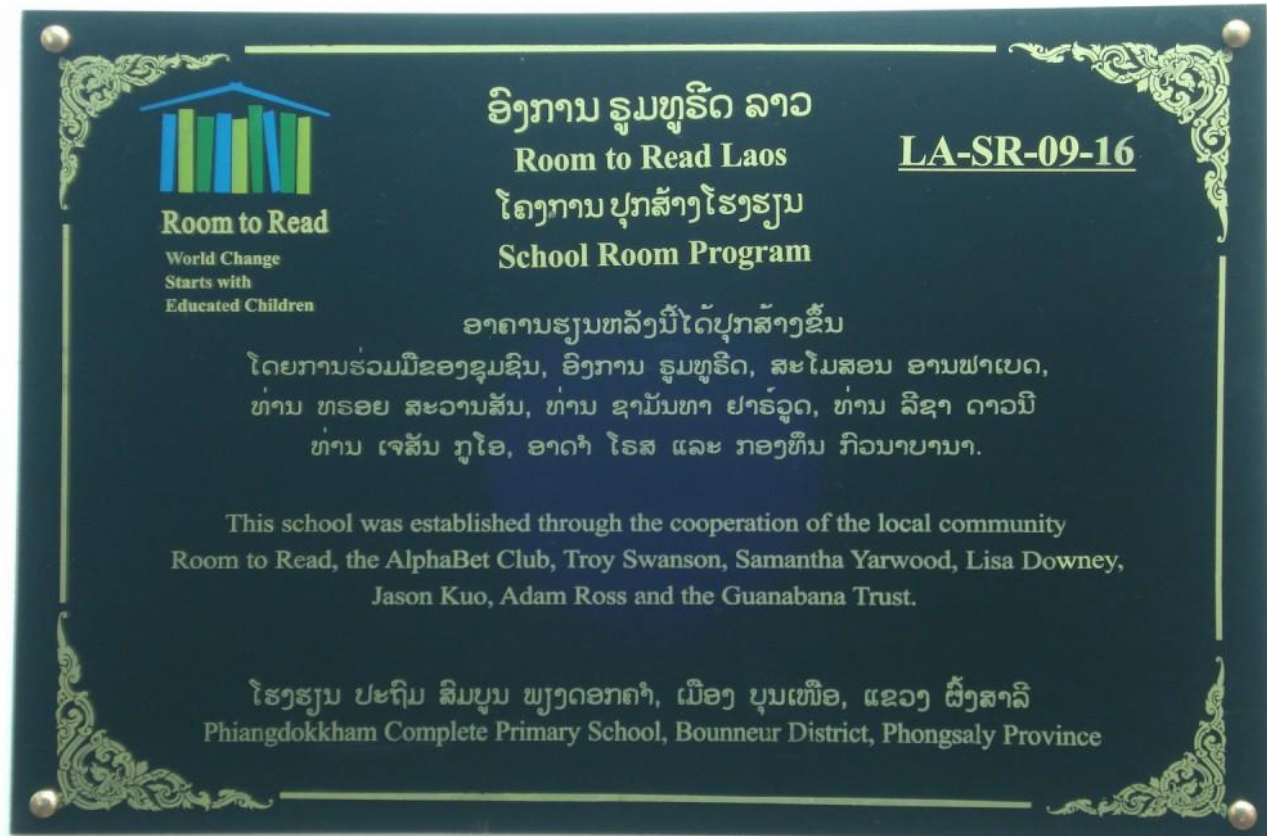 Room to Read
World Change
Starts with
Educated Children
ອົງການ ຣູມທູຣີດ ລາວ
Room to Read Laos
ໂຄງການ ປຸກສ້າງໂຮງຮຽນ
School Room Program
LA-SR-09-16
ອາຄານຮຽນຫລັງນີ້ໄດ້ປຸກສ້າງຂຶ້ນ
ໂດຍການຮ່ວມມືຂອງຊຸມຊົນ, ອົງການ ຣູມທູຣີດ, ສະໂມສອນ ອານຟາເບດ,
ທ່ານ ທຣອຍ ສະວານສັນ, ທ່ານ ຊາມັນທາ ຢາຣ໌ວູດ, ທ່ານ ລີຊາ ດາວນີ
ທ່ານ ເຈສັນ ກູໂອ, ອາດຳ ໂຣສ ແລະ ກອງທຶນ ກົວນາບານາ.
This school was established through the cooperation of the local community
Room to Read, the AlphaBet Club, Troy Swanson, Samantha Yarwood, Lisa Downey,
Jason Kuo, Adam Ross and the Guanabana Trust.
ໂຮງຮຽນ ປະຖົມ ສົມບູນ ພຽງດອກຄຳ, ເມືອງ ບຸນເໜືອ, ແຂວງ ຜົ້ງສາລີ
Phiangdokkham Complete Primary School, Bounneur District, Phongsaly Province